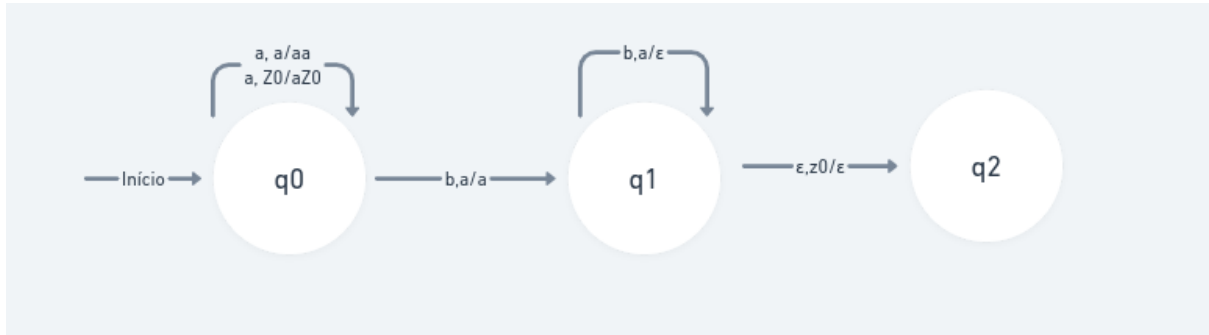 a, a/aa
a, Z0/aZ0
b,a/ε
Início
q0
b,a/a
q1
ε,z0/ε
q2